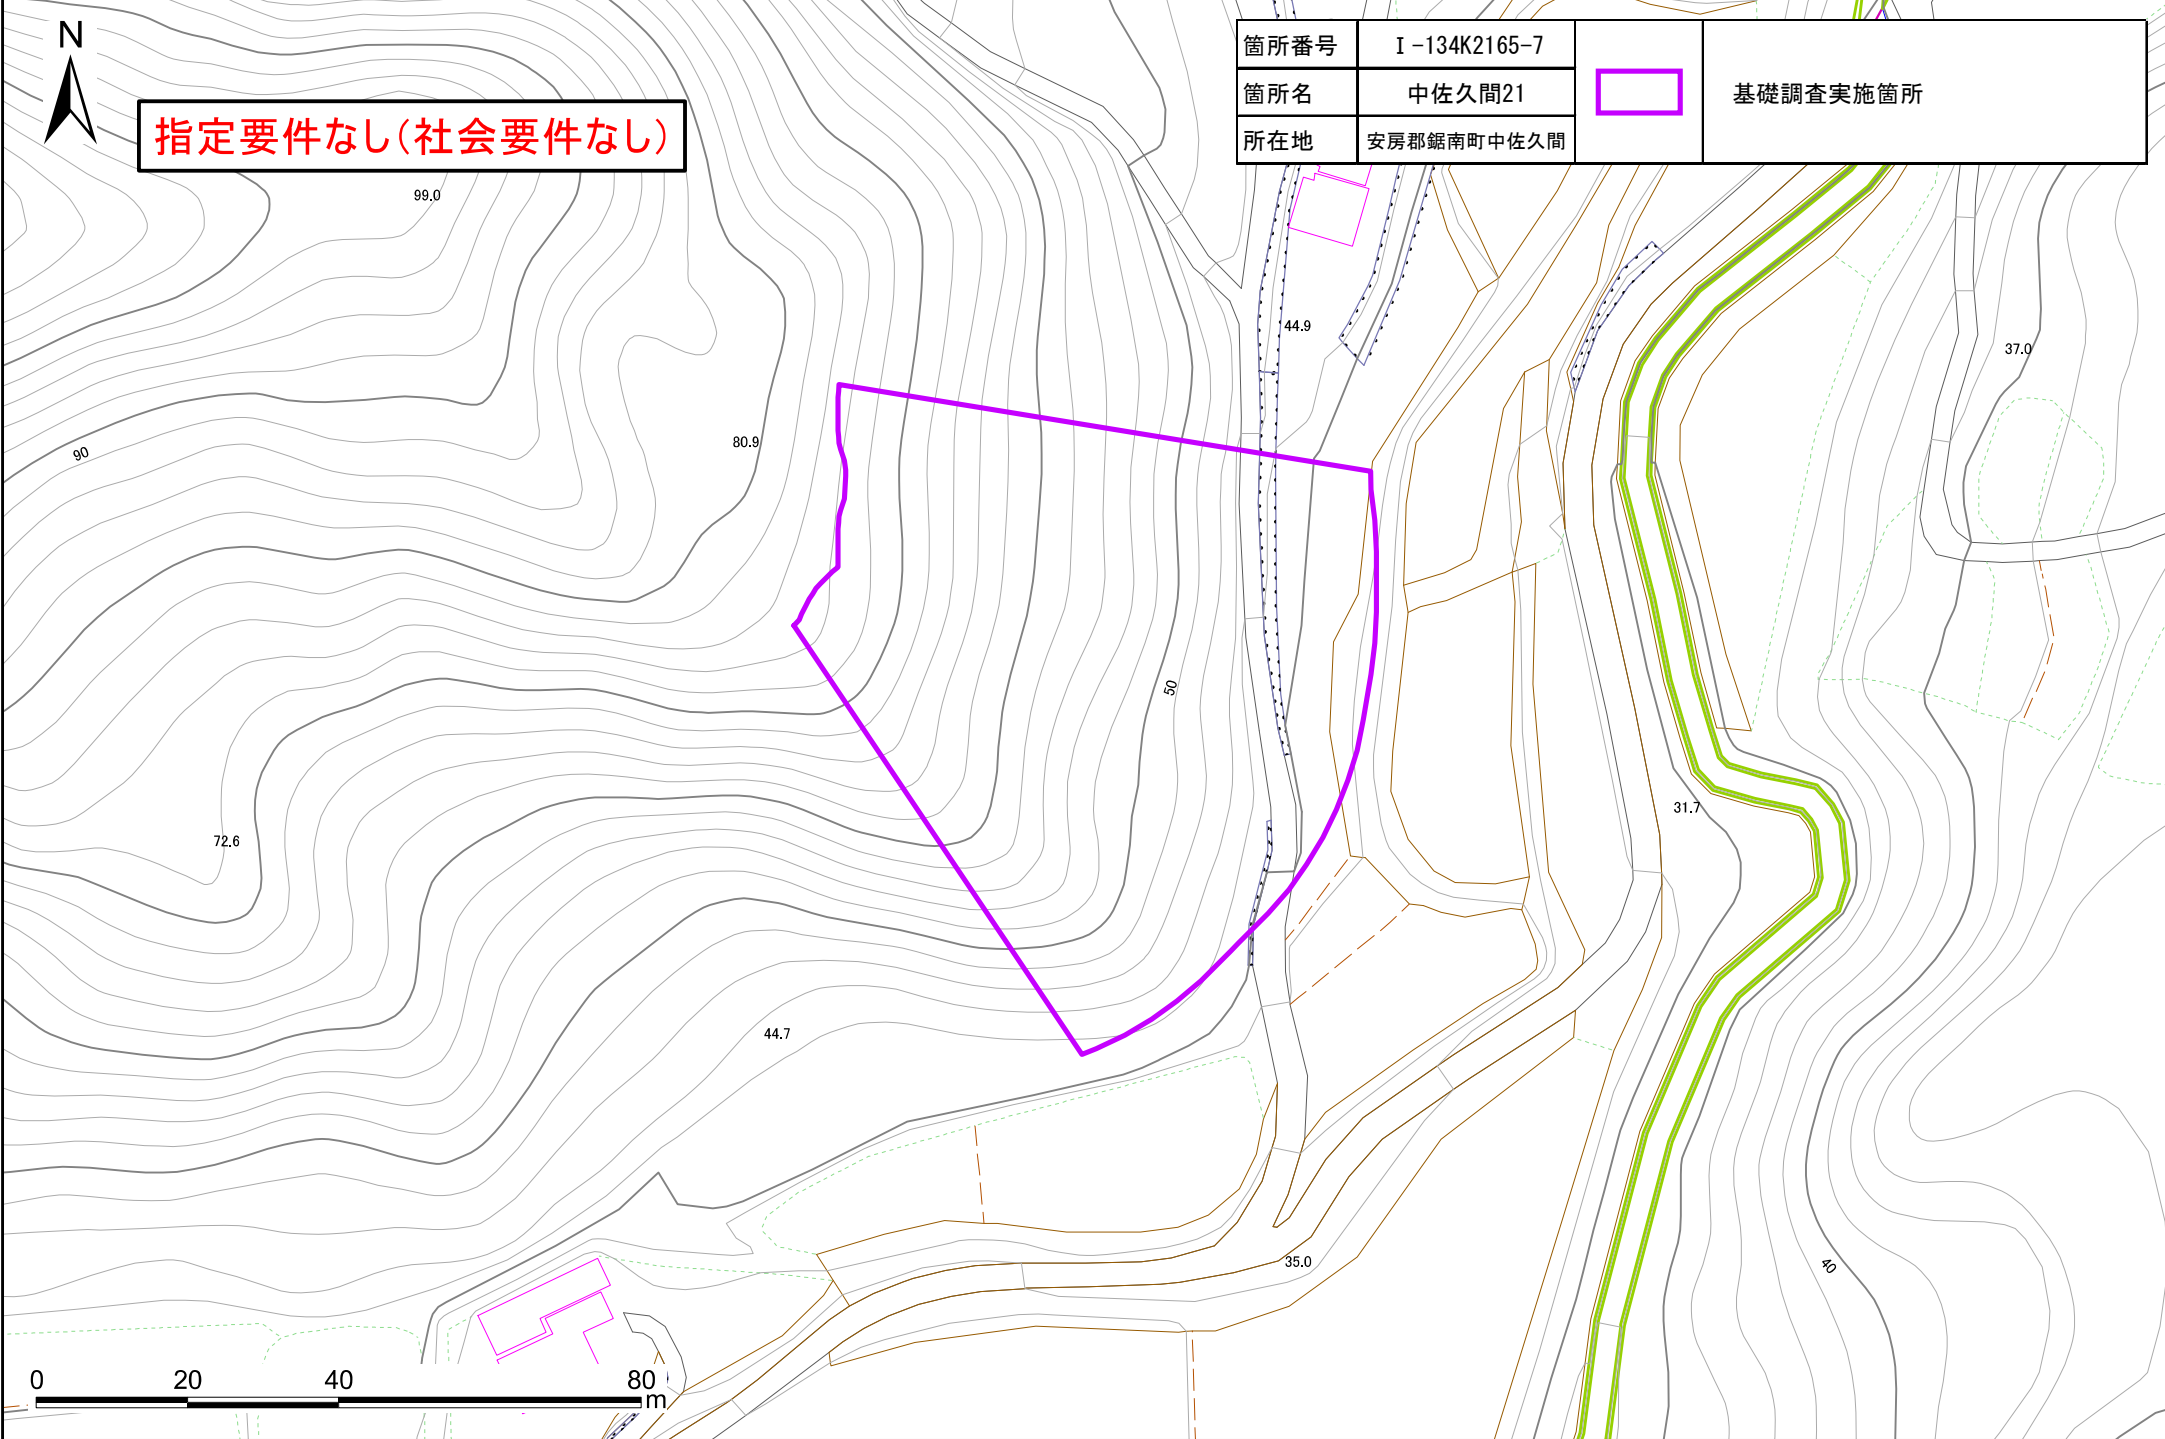 N
指定要件なし(社会要件なし)
箇所番号 Ⅰ-134K2165-7
箇所名 中佐久間21
所在地 安房郡鋸南町中佐久間
基礎調査実施箇所
99.0
44.9
37.0
80.9
90
50
31.7
72.6
44.7
35.0
40
0 20 40 80
m